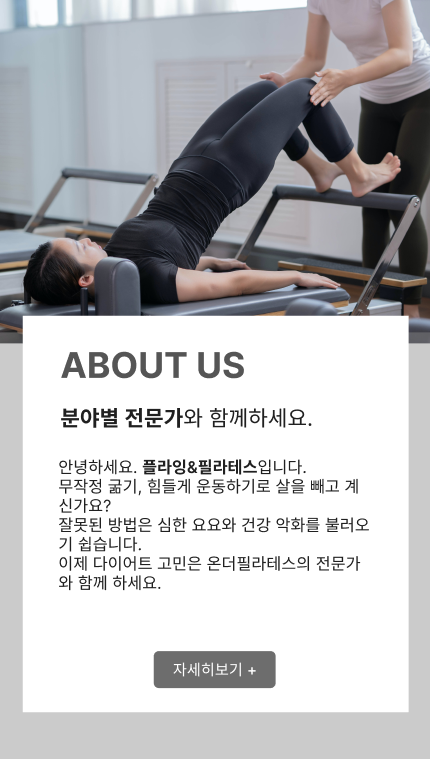 ABOUT US
분야별 전문가와 함께하세요.
안녕하세요. 플라잉&필라테스입니다.
무작정 굶기, 힘들게 운동하기로 살을 빼고 계
신가요?
잘못된 방법은 심한 요요와 건강 악화를 불러오
기 쉽습니다.
이제 다이어트 고민은 온더필라테스의 전문가
와 함께 하세요.
자세히보기 +